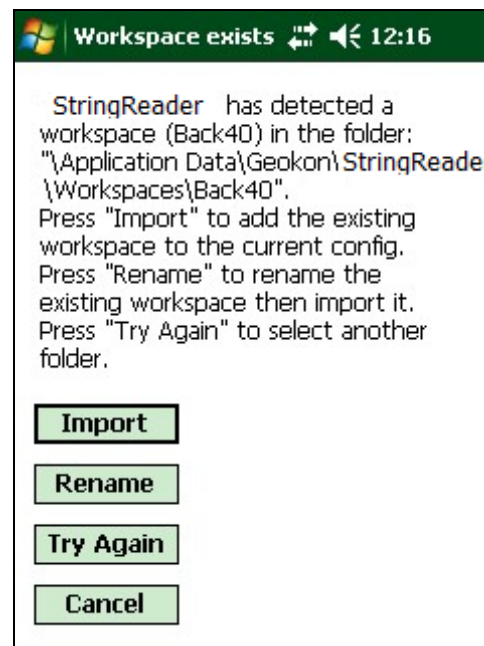 Workspace exists 12:16
StringReader has detected a
workspace (Back40) in the folder:
"\Application Data\Geokon\StringReade
\Workspaces\Back40".
Press "Import" to add the existing
workspace to the current config.
Press "Rename" to rename the
existing workspace then import it.
Press "Try Again" to select another
folder.
Import
Rename
Try Again
Cancel